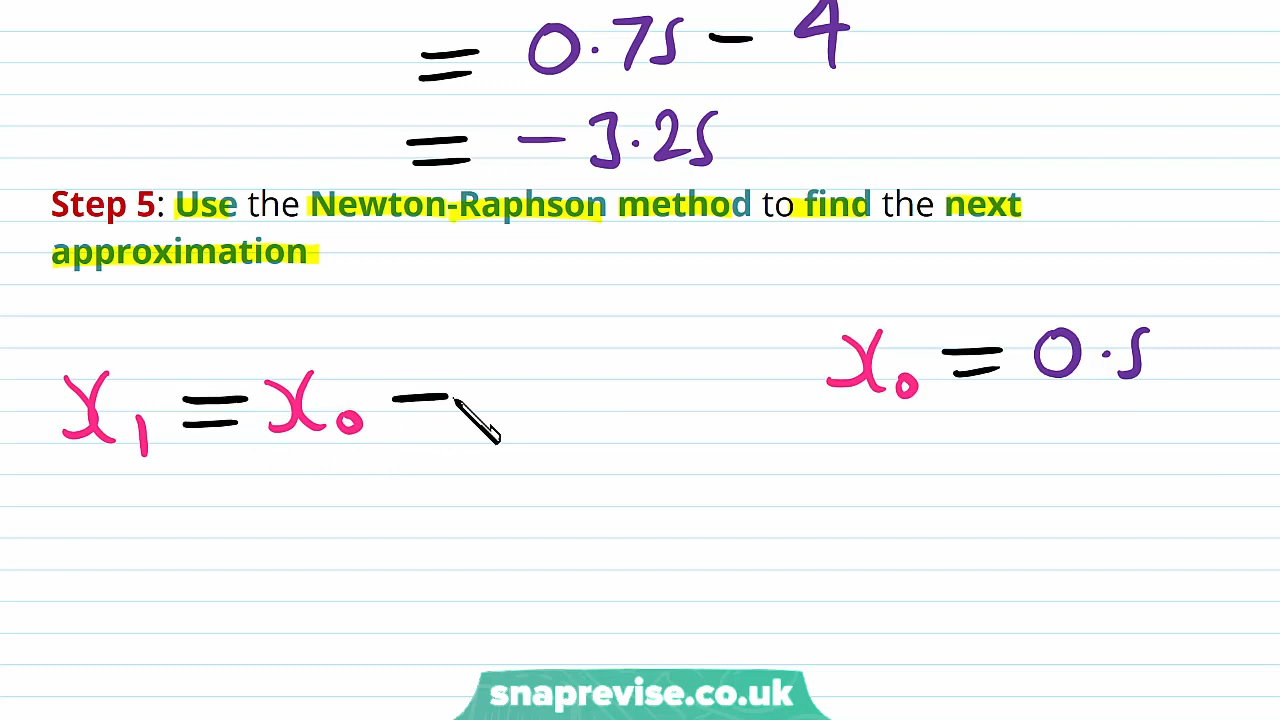 = 0.75 - 4
= - 3.25
Step 5: Use the Newton-Raphson method to find the next
approximation
x₀ = 0.5
x₁ = x₀ -
snaprevise.co.uk